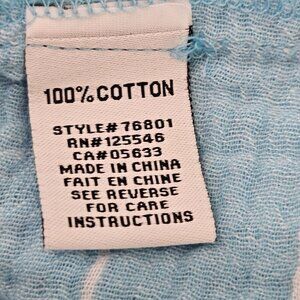 100% COTTON
STYLE# 76801
RN# 125546
CA# 05633
MADE IN CHINA
FAIT EN CHINE
SEE REVERSE
FOR CARE
INSTRUCTIONS